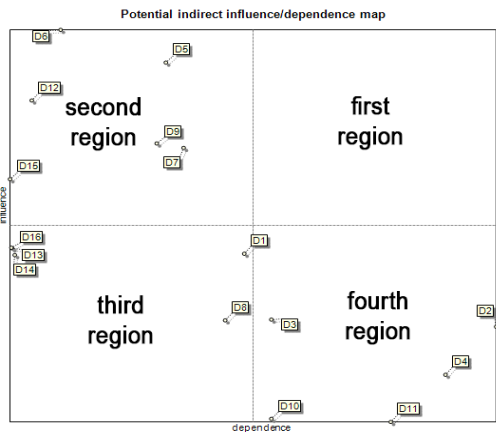 Potential indirect influence/dependence map
D6
D5
D12
second
region
first
region
D9
D7
D15
influence
D16
D13
D14
D1
third
region
D8
D3
fourth
region
D2
D4
D10
D11
dependence